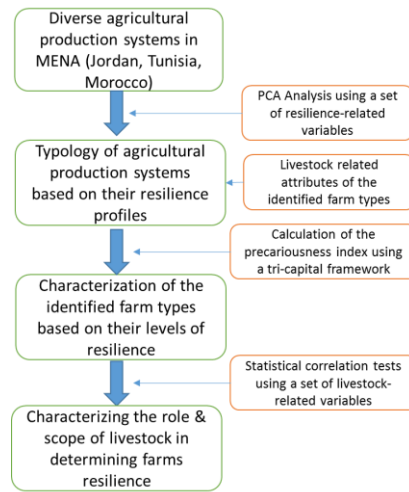 Diverse agricultural
production systems in
MENA (Jordan, Tunisia,
Morocco)
PCA Analysis using a set
of resilience-related
variables
Typology of agricultural
production systems
based on their resilience
profiles
Livestock related
attributes of the
identified farm types
Calculation of the
precariousness index using
a tri-capital framework
Characterization of the
identified farm types
based on their levels of
resilience
Statistical correlation tests
using a set of livestock-
related variables
Characterizing the role &
scope of livestock in
determining farms
resilience